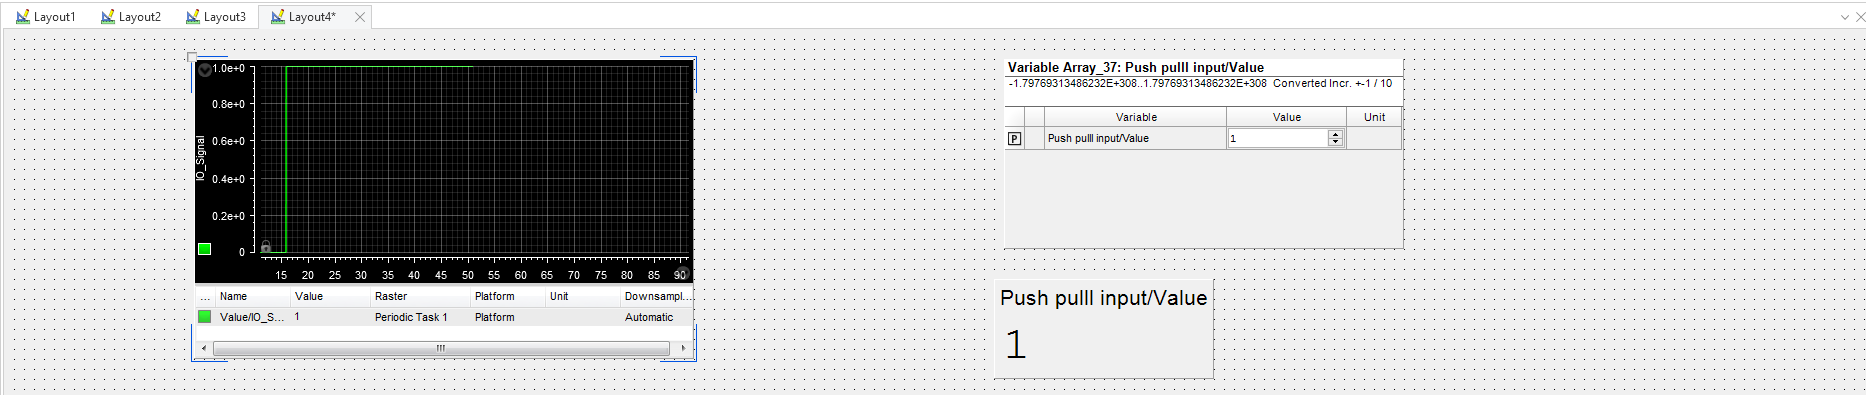 Layout1 Layout2 Layout3 Layout4*
1.0e+0
0.8e+0
0.6e+0
0.4e+0
0.2e+0
0
IO_Signal
15 20 25 30 35 40 45 50 55 60 65 70 75 80 85 90
... Name Value Raster Platform Unit Downsampl...
Value/IO_S... 1 Periodic Task 1 Platform Automatic
Variable Array_37: Push pulll input/Value
-1.79769313486232E+308..1.79769313486232E+308 Converted Incr. +-1 / 10
Variable Value Unit
P Push pulll input/Value 1
Push pulll input/Value
1